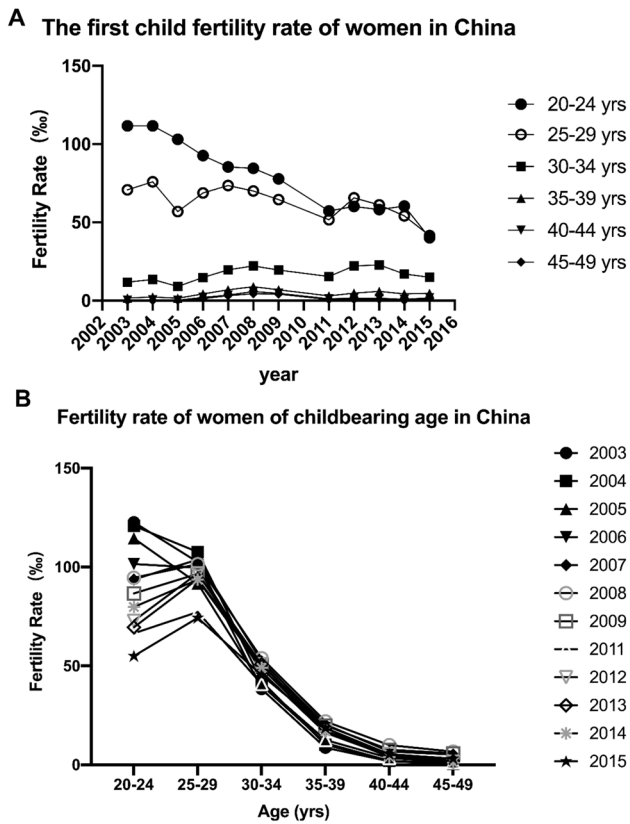 A
The first child fertility rate of women in China
150
100
50
0
Fertility Rate (‰)
2002
2003
2004
2005
2006
2007
2008
2009
2010
2011
2012
2013
2014
2015
2016
year
20-24 yrs
25-29 yrs
30-34 yrs
35-39 yrs
40-44 yrs
45-49 yrs
B
Fertility rate of women of childbearing age in China
150
100
50
0
Fertility Rate (‰)
20-24
25-29
30-34
35-39
40-44
45-49
Age (yrs)
2003
2004
2005
2006
2007
2008
2009
2011
2012
2013
2014
2015